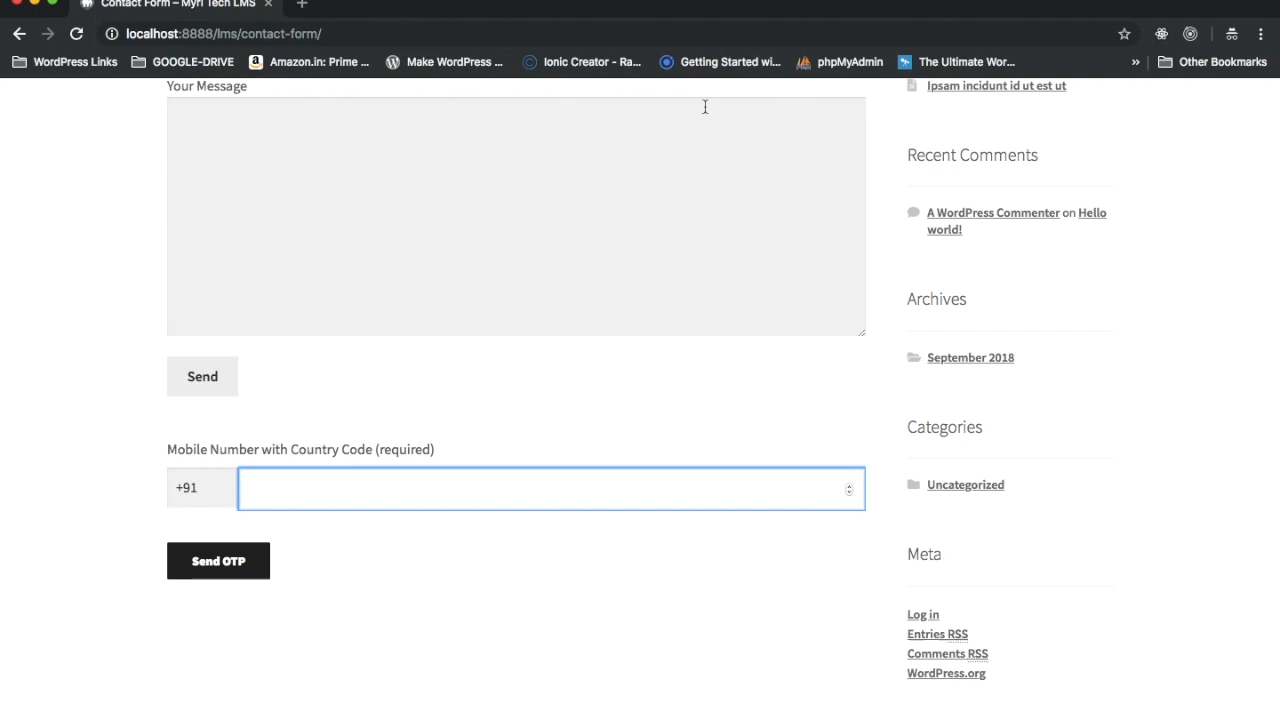 Contact Form – Myri Tech LMS
localhost:8888/lms/contact-form/
WordPress Links GOOGLE-DRIVE Amazon.in: Prime ... Make WordPress ... Ionic Creator - Ra... Getting Started wi... phpMyAdmin The Ultimate Wor... » Other Bookmarks
Your Message
Send
Mobile Number with Country Code (required)
+91
Send OTP
Ipsam incidunt id ut est ut
Recent Comments
A WordPress Commenter on Hello
world!
Archives
September 2018
Categories
Uncategorized
Meta
Log in
Entries RSS
Comments RSS
WordPress.org